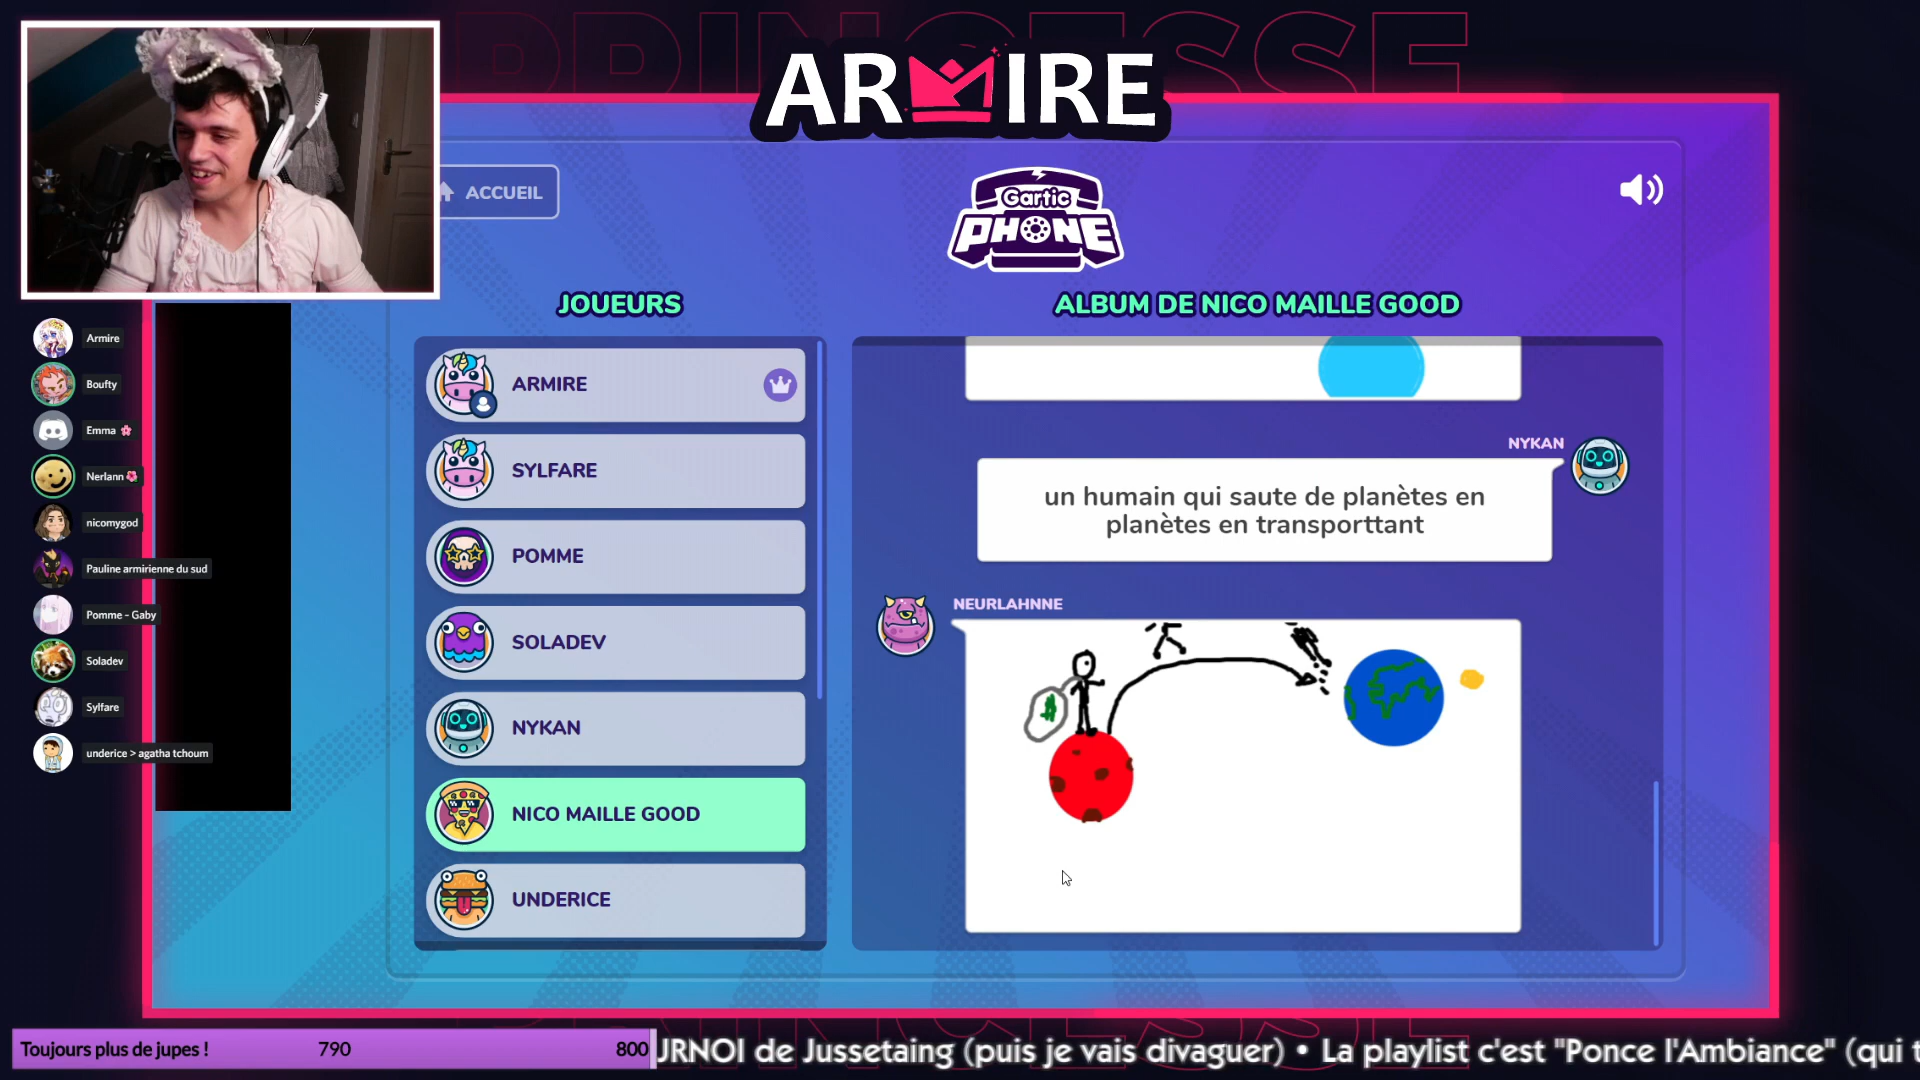 PRINCESSE
ARMIRE
ACCUEIL
Gartic
PHONE
JOUEURS
ALBUM DE NICO MAILLE GOOD
Armire
Boufty
Emma
Nerlann
nicomygod
Pauline armirienne du sud
Pomme - Gaby
Soladev
Sylfare
underice > agatha tchoum
ARMIRE
SYLFARE
POMME
SOLADEV
NYKAN
NICO MAILLE GOOD
UNDERICE
NYKAN
un humain qui saute de planètes en
planètes en transporttant
NEURLAHNNE
PRINCESSE
Toujours plus de jupes !
790
800
URNOI de Jussetaing (puis je vais divaguer) • La playlist c'est "Ponce l'Ambiance" (qui t